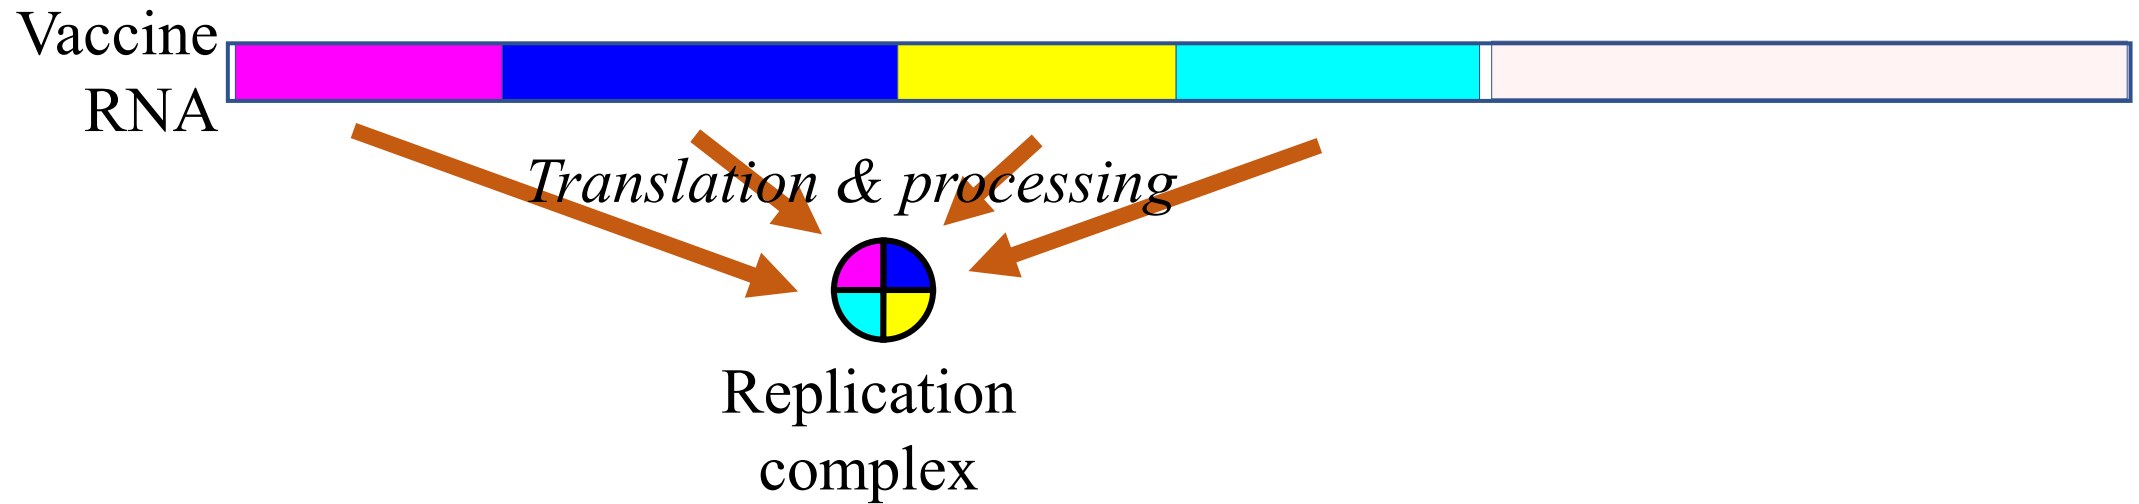 Vaccine
RNA
Translation & processing
Replication
complex